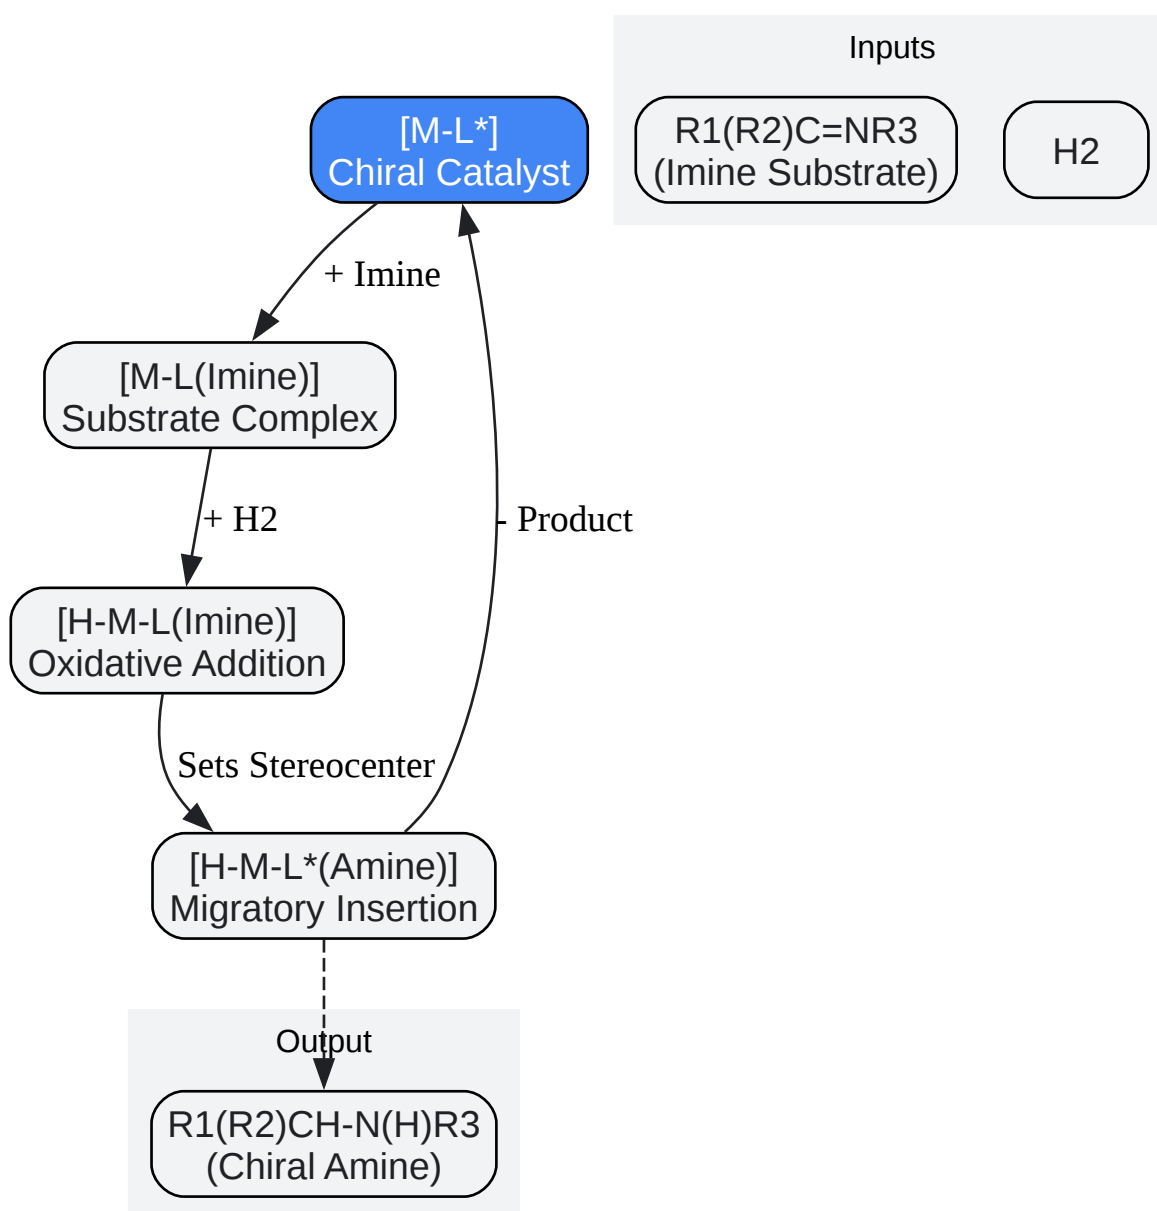 Inputs
[M-L*]
Chiral Catalyst
R1(R2)C=NR3
(Imine Substrate)
H2
+ Imine
[M-L(Imine)]
Substrate Complex
+ H2
- Product
[H-M-L(Imine)]
Oxidative Addition
Sets Stereocenter
[H-M-L*(Amine)]
Migratory Insertion
Output
R1(R2)CH-N(H)R3
(Chiral Amine)